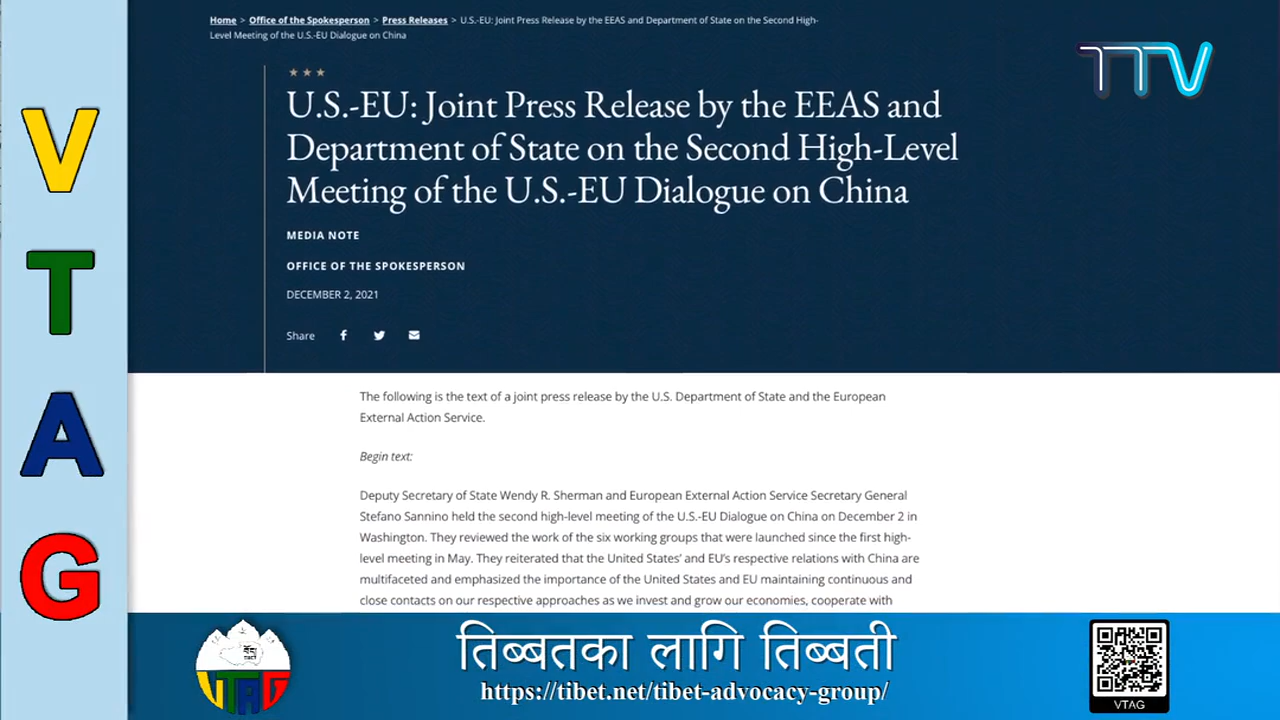 Home > Office of the Spokesperson > Press Releases > U.S.-EU: Joint Press Release by the EEAS and Department of State on the Second High-
Level Meeting of the U.S.-EU Dialogue on China
TTV
U.S.-EU: Joint Press Release by the EEAS and
Department of State on the Second High-Level
Meeting of the U.S.-EU Dialogue on China
MEDIA NOTE
OFFICE OF THE SPOKESPERSON
DECEMBER 2, 2021
Share
The following is the text of a joint press release by the U.S. Department of State and the European
External Action Service.
Begin text:
Deputy Secretary of State Wendy R. Sherman and European External Action Service Secretary General
Stefano Sannino held the second high-level meeting of the U.S.-EU Dialogue on China on December 2 in
Washington. They reviewed the work of the six working groups that were launched since the first high-
level meeting in May. They reiterated that the United States’ and EU’s respective relations with China are
multifaceted and emphasized the importance of the United States and EU maintaining continuous and
close contacts on our respective approaches as we invest and grow our economies, cooperate with
V
T
A
G
VTAG
तिब्बतका लागि तिब्बती
https://tibet.net/tibet-advocacy-group/
VTAG